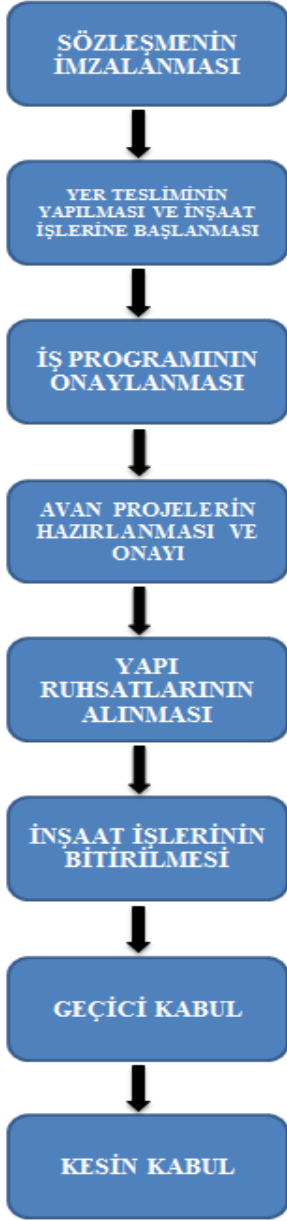 SÖZLEŞMENİN
İMZALANMASI
YER TESLİMİNİN
YAPILMASI VE İNŞAAT
İŞLERİNE BAŞLANMASI
İŞ PROGRAMININ
ONAYLANMASI
AVAN PROJELERİN
HAZIRLANMASI VE
ONAYI
YAPI
RUHSATLARININ
ALINMASI
İNŞAAT İŞLERİNİN
BİTİRİLMESİ
GEÇİCİ KABUL
KESİN KABUL